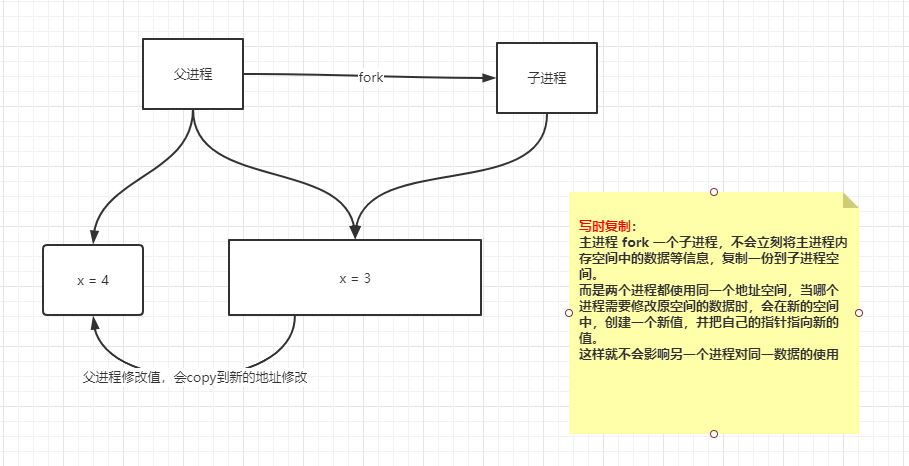 父进程
fork
子进程
x = 4
x = 3
父进程修改值，会copy到新的地址修改
写时复制：
主进程 fork 一个子进程，不会立刻将主进程内
存空间中的数据等信息，复制一份到子进程空
间。
而是两个进程都使用同一个地址空间，当哪个
进程需要修改原空间的数据时，会在新的空间
中，创建一个新值，并把自己的指针指向新的
值。
这样就不会影响另一个进程对同一数据的使用